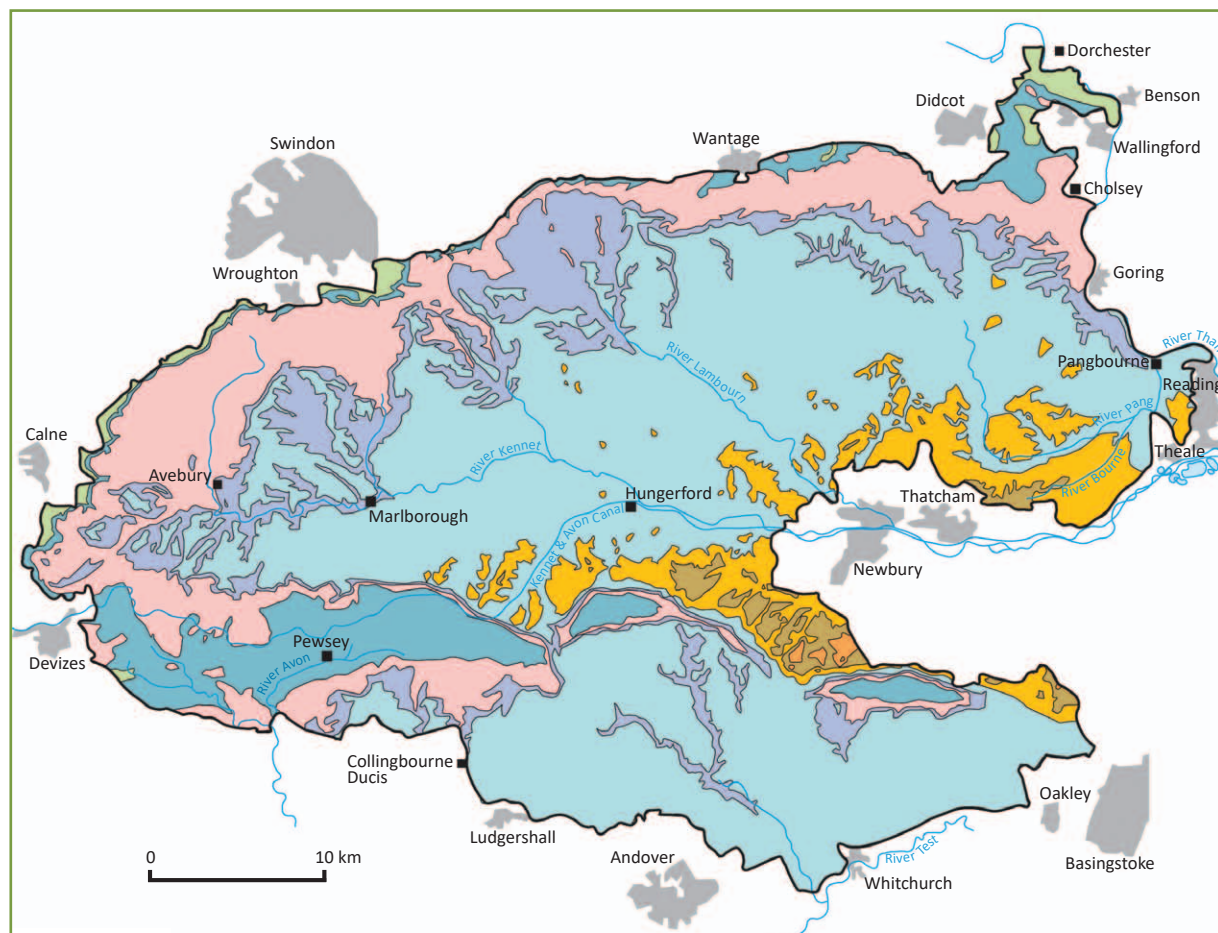 Dorchester
Didcot
Benson
Swindon
Wantage
Wallingford
Cholsey
Wroughton
Goring
River Lambourn
Pangbourne
River Tham
Reading
River Pang
Calne
Avebury
River Kennet
Theale
River Bourne
Marlborough
Hungerford
Thatcham
Kennet & Avon Canal
Newbury
Devizes
Pewsey
River Avon
Collingbourne
Ducis
Oakley
Ludgershall
0
10 km
Andover
River Test
Whitchurch
Basingstoke